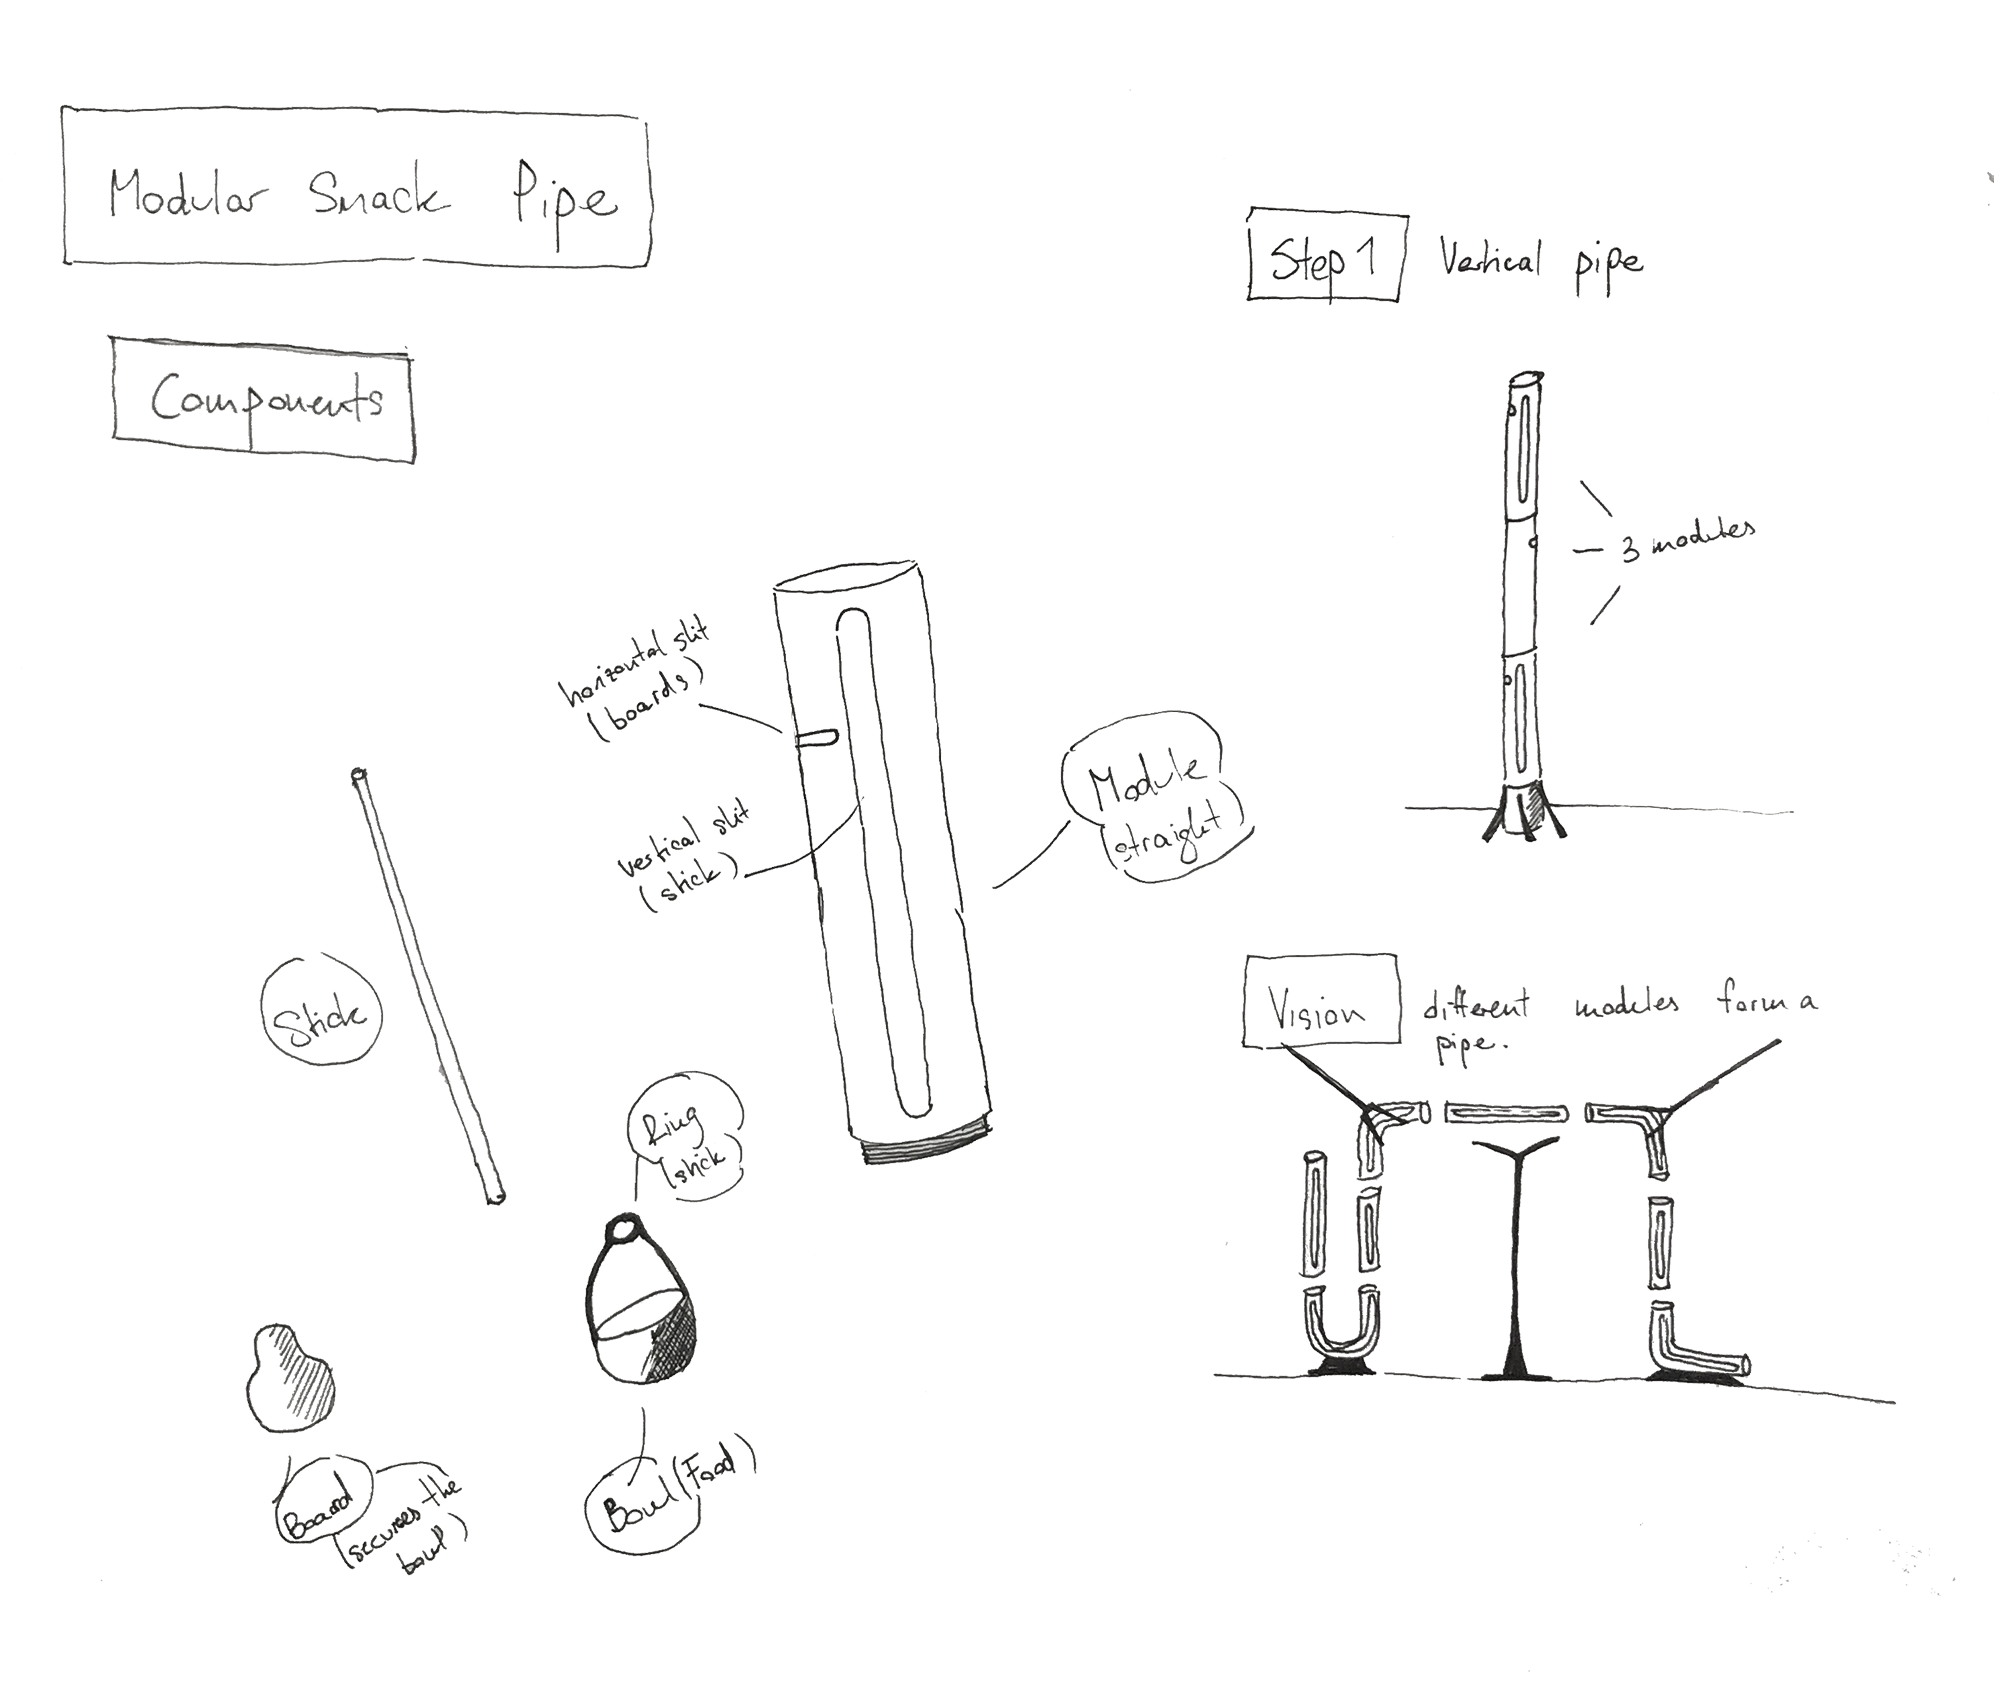 Modular Snack Pipe
Components
horizontal slit
(boards)
vertical slit
(stick)
Module
(straight)
Stick
Ring
(stick
Board
(secures the
bowl)
Bowl (Food)
Step 1 Vertical pipe
3 modules
Vision different modules form a
pipe.